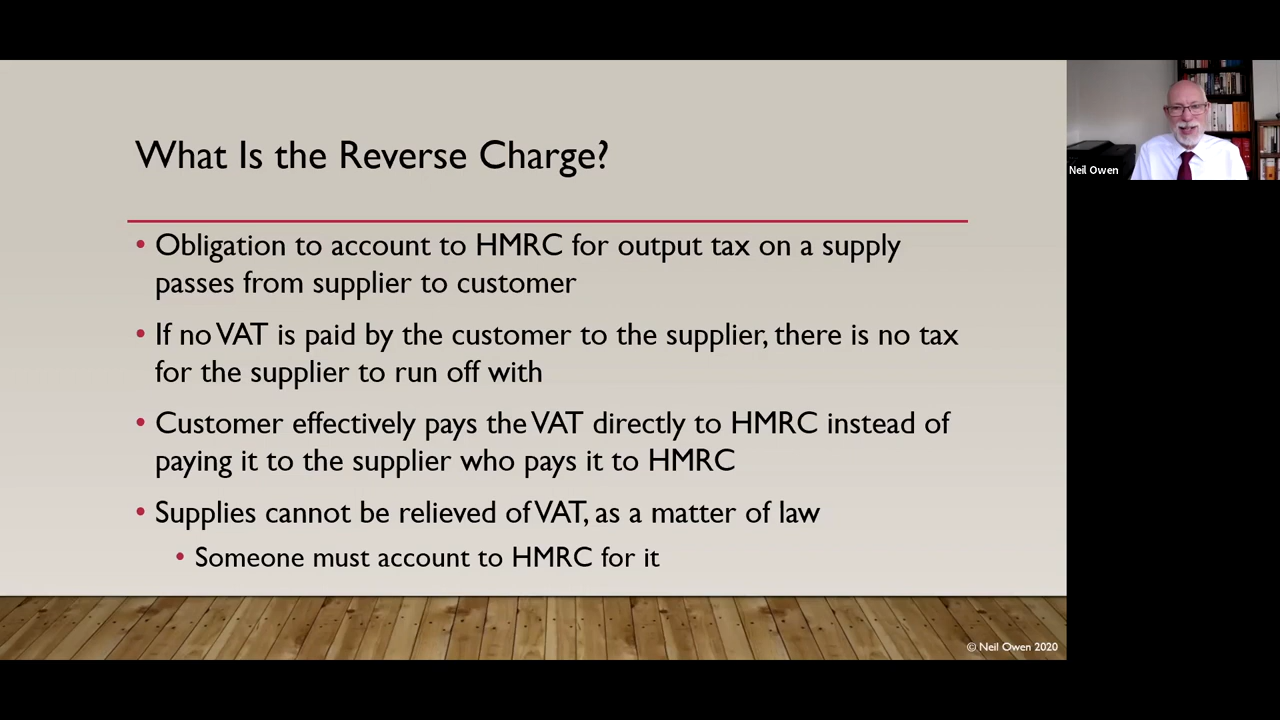 What Is the Reverse Charge?
• Obligation to account to HMRC for output tax on a supply
passes from supplier to customer
• If no VAT is paid by the customer to the supplier, there is no tax
for the supplier to run off with
• Customer effectively pays the VAT directly to HMRC instead of
paying it to the supplier who pays it to HMRC
• Supplies cannot be relieved of VAT, as a matter of law
• Someone must account to HMRC for it
© Neil Owen 2020
Neil Owen